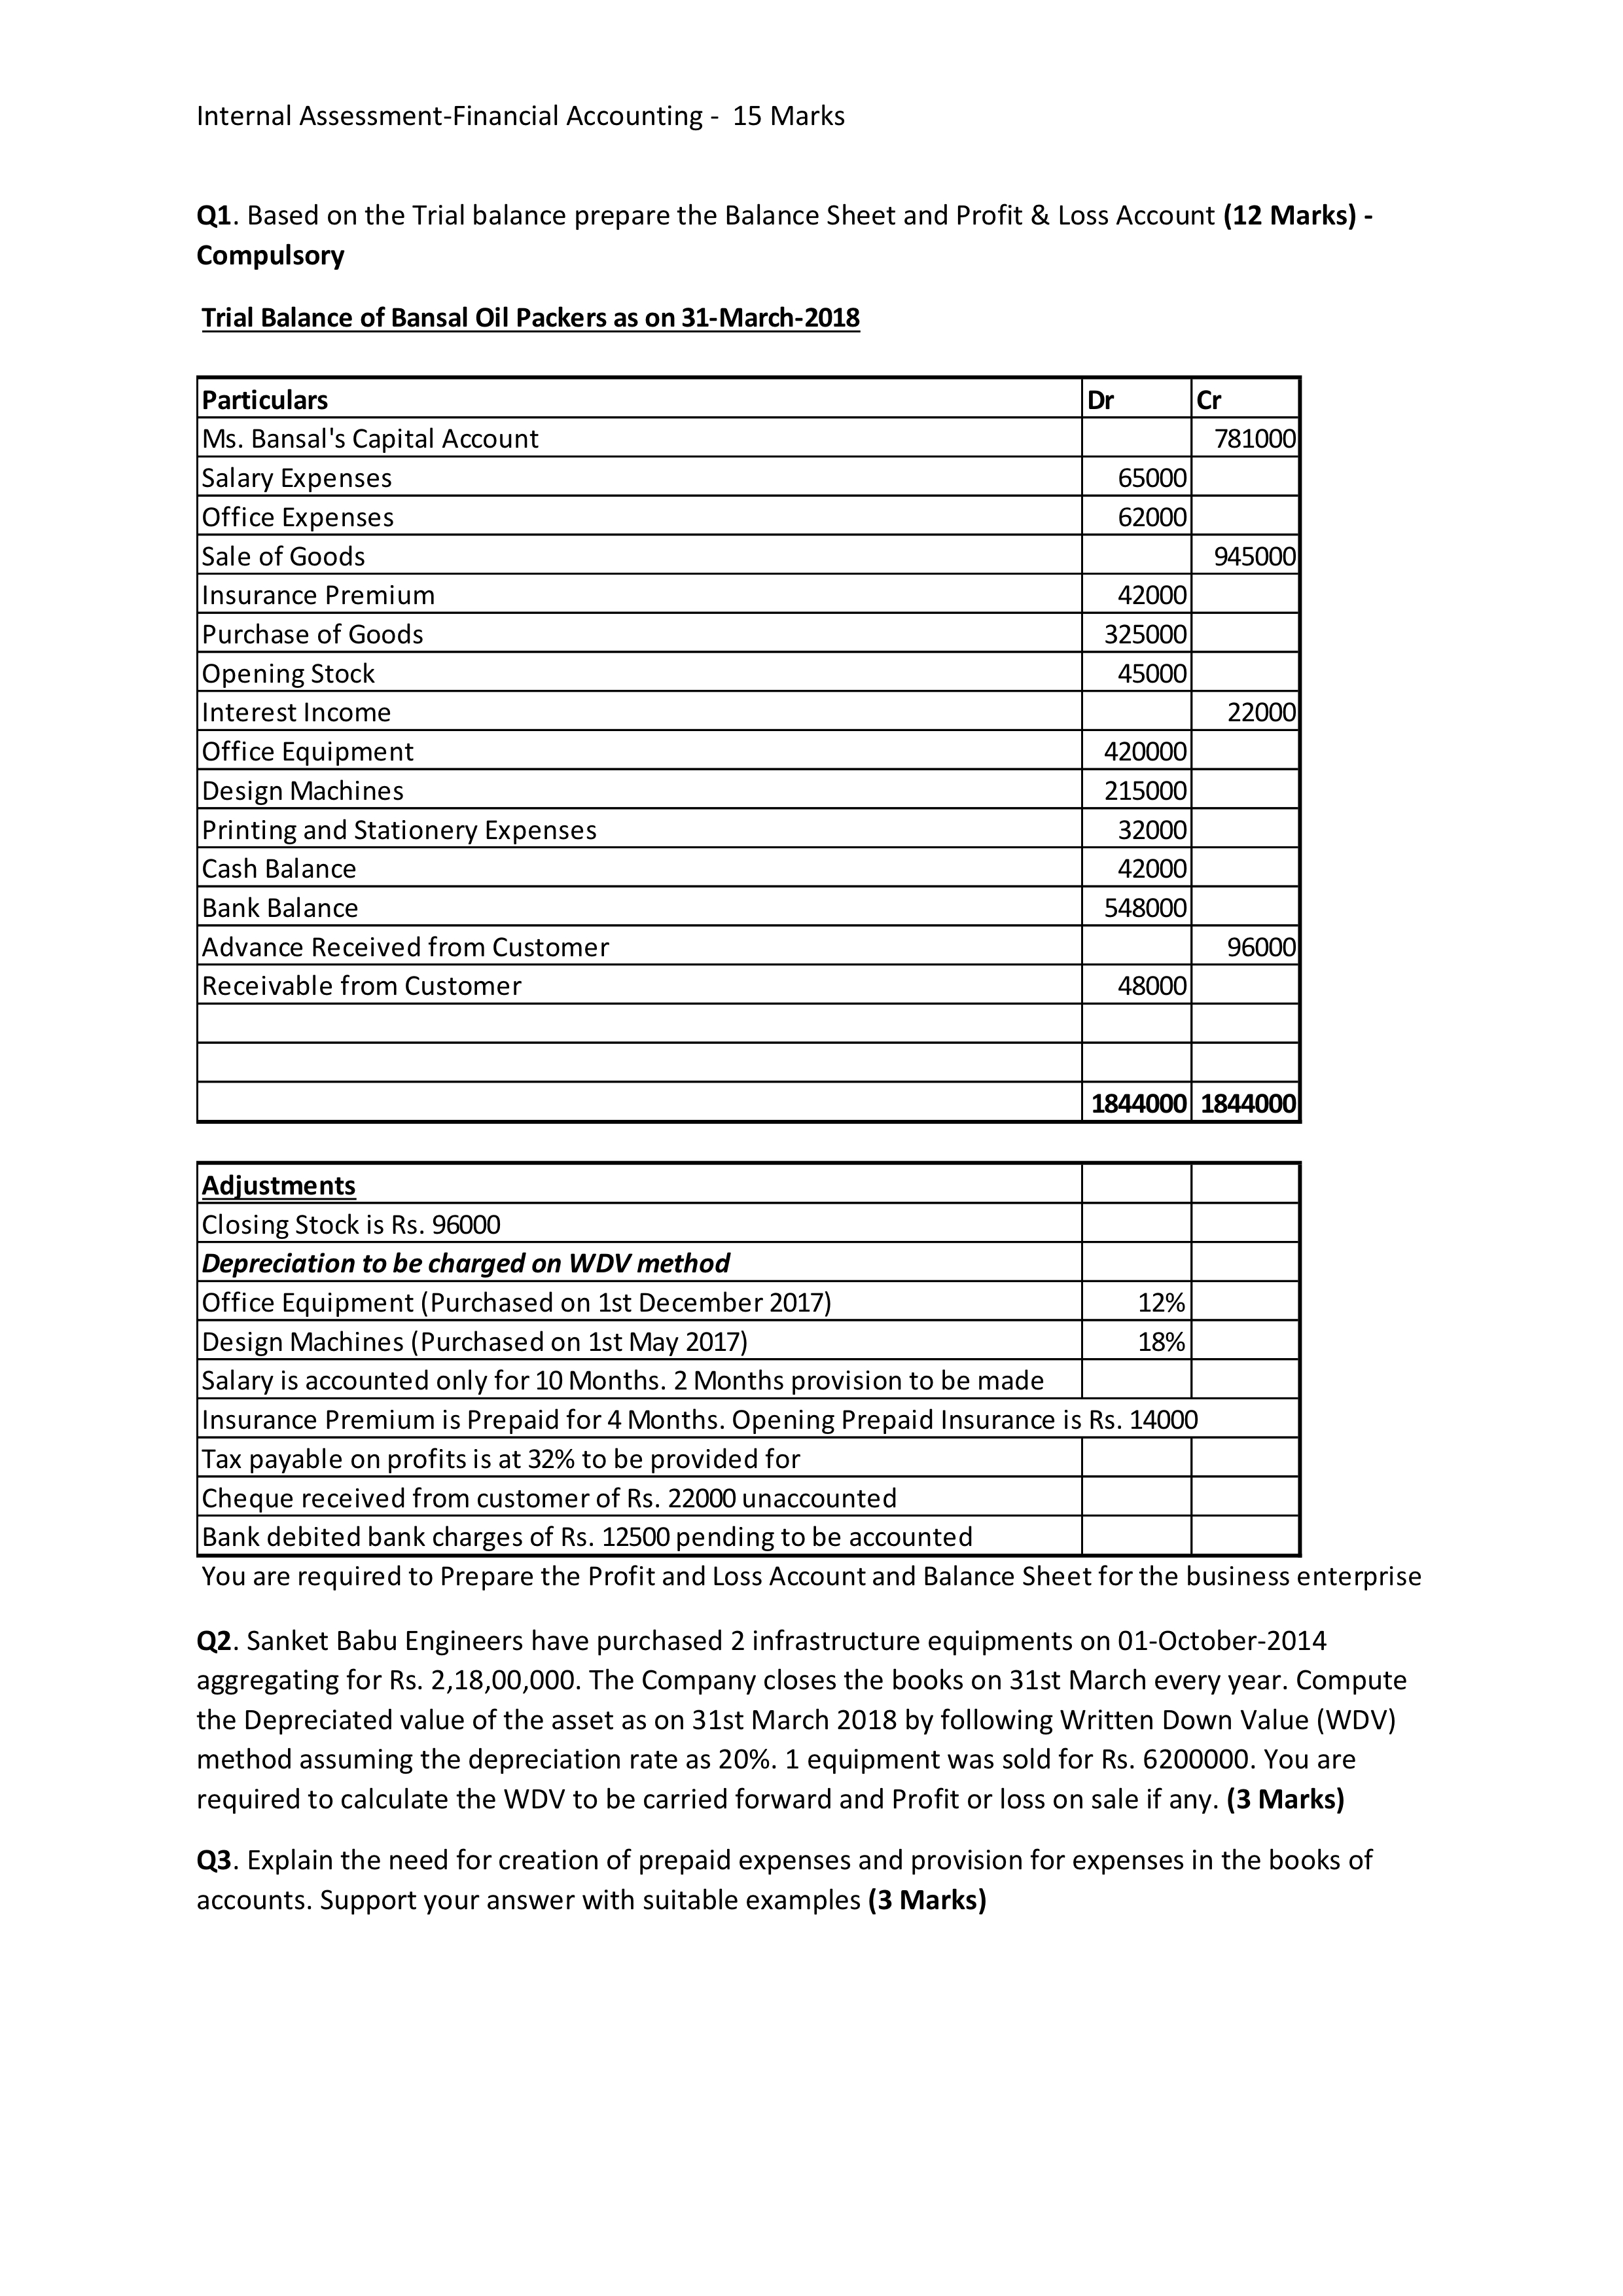 Internal Assessment-Financial Accounting - 15 Marks
Q1. Based on the Trial balance prepare the Balance Sheet and Profit & Loss Account (12 Marks) -
Compulsory
Trial Balance of Bansal Oil Packers as on 31-March-2018
Particulars Dr Cr
Ms. Bansal's Capital Account 781000
Salary Expenses 65000
Office Expenses 62000
Sale of Goods 945000
Insurance Premium 42000
Purchase of Goods 325000
Opening Stock 45000
Interest Income 22000
Office Equipment 420000
Design Machines 215000
Printing and Stationery Expenses 32000
Cash Balance 42000
Bank Balance 548000
Advance Received from Customer 96000
Receivable from Customer 48000
1844000 1844000
Adjustments
Closing Stock is Rs. 96000
Depreciation to be charged on WDV method
Office Equipment (Purchased on 1st December 2017) 12%
Design Machines (Purchased on 1st May 2017) 18%
Salary is accounted only for 10 Months. 2 Months provision to be made
Insurance Premium is Prepaid for 4 Months. Opening Prepaid Insurance is Rs. 14000
Tax payable on profits is at 32% to be provided for
Cheque received from customer of Rs. 22000 unaccounted
Bank debited bank charges of Rs. 12500 pending to be accounted
You are required to Prepare the Profit and Loss Account and Balance Sheet for the business enterprise
Q2. Sanket Babu Engineers have purchased 2 infrastructure equipments on 01-October-2014
aggregating for Rs. 2,18,00,000. The Company closes the books on 31st March every year. Compute
the Depreciated value of the asset as on 31st March 2018 by following Written Down Value (WDV)
method assuming the depreciation rate as 20%. 1 equipment was sold for Rs. 6200000. You are
required to calculate the WDV to be carried forward and Profit or loss on sale if any. (3 Marks)
Q3. Explain the need for creation of prepaid expenses and provision for expenses in the books of
accounts. Support your answer with suitable examples (3 Marks)